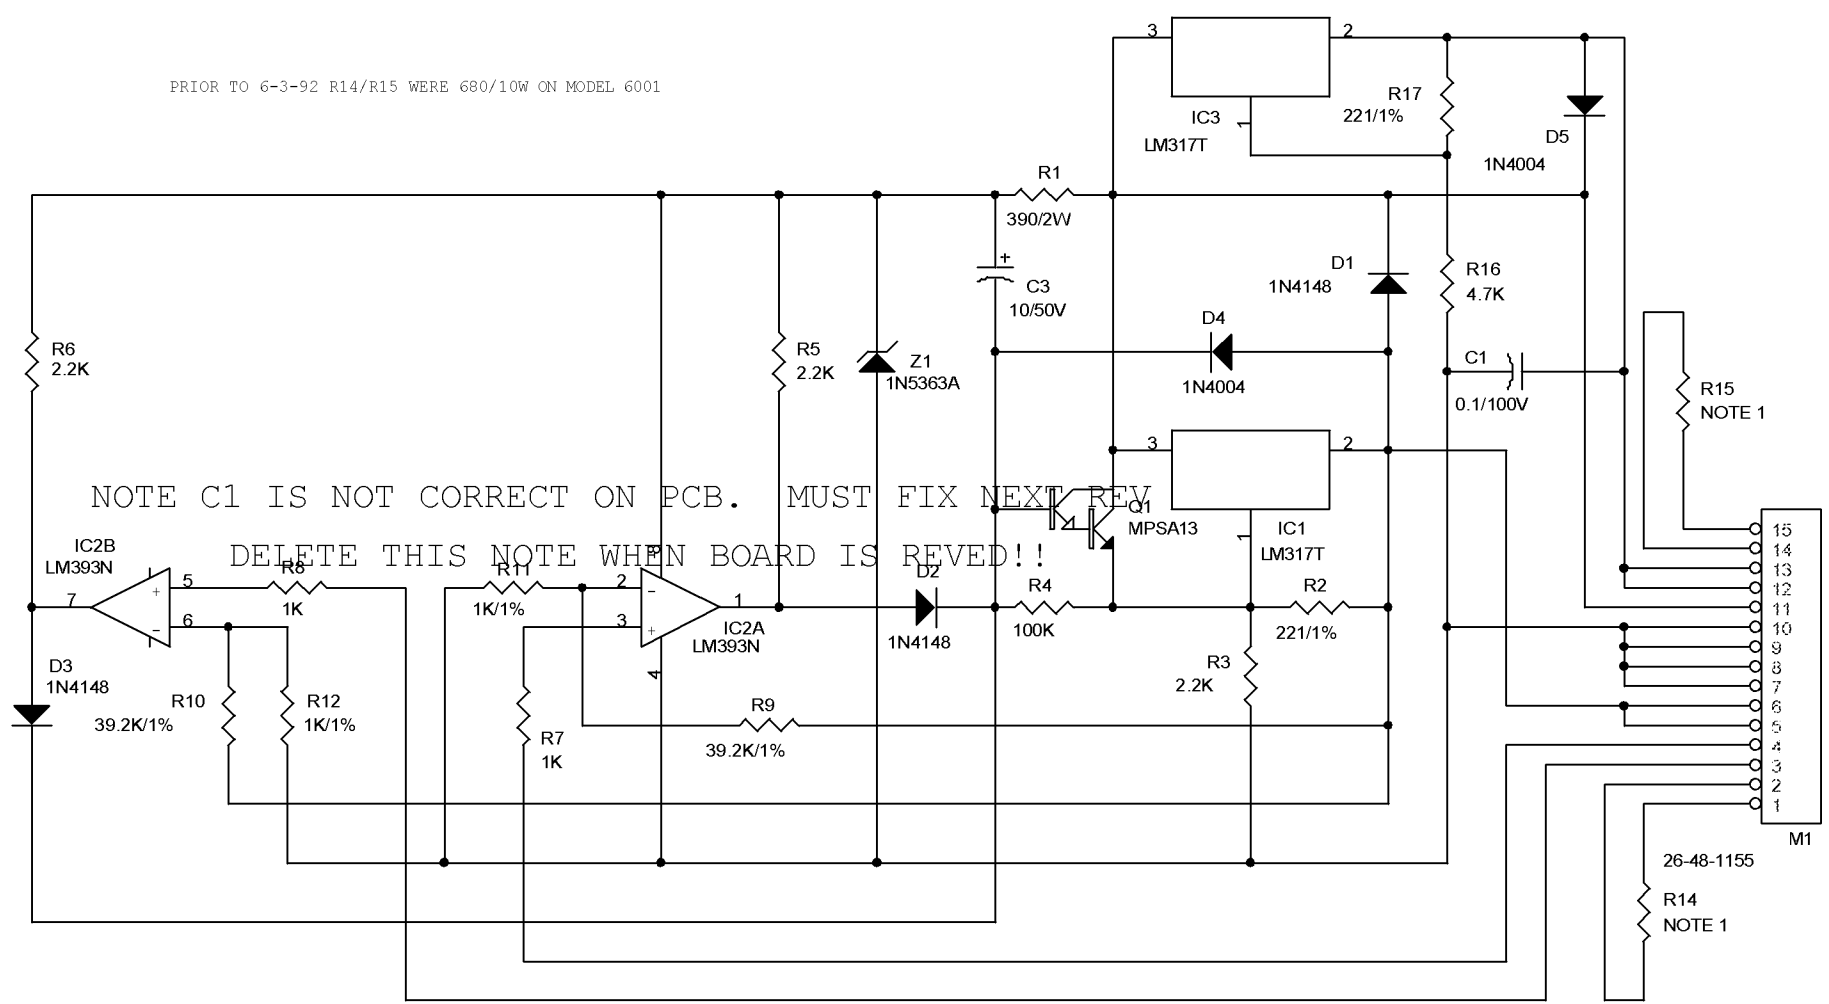 PRIOR TO 6-3-92 R14/R15 WERE 680/10W ON MODEL 6001
3
2
IC3
1
LM317T
R17
221/1%
D5
1N4004
R1
390/2W
+
C3
10/50V
D1
1N4148
R16
4.7K
R6
2.2K
R5
2.2K
Z1
1N5363A
D4
1N4004
C1
0.1/100V
R15
NOTE 1
3
2
NOTE C1 IS NOT CORRECT ON PCB. MUST FIX NEXT REV
Q1
MPSA13
IC1
1
LM317T
DELETE THIS NOTE WHEN BOARD IS REVED!!
IC2B
LM393N
7
5
+
6
-
R8
1K
R11
1K/1%
8
2
-
3
+
1
4
IC2A
LM393N
D2
1N4148
R4
100K
R2
221/1%
R3
2.2K
D3
1N4148
R10
39.2K/1%
R12
1K/1%
R7
1K
R9
39.2K/1%
15
14
13
12
11
10
9
8
7
6
5
4
3
2
1
M1
26-48-1155
R14
NOTE 1